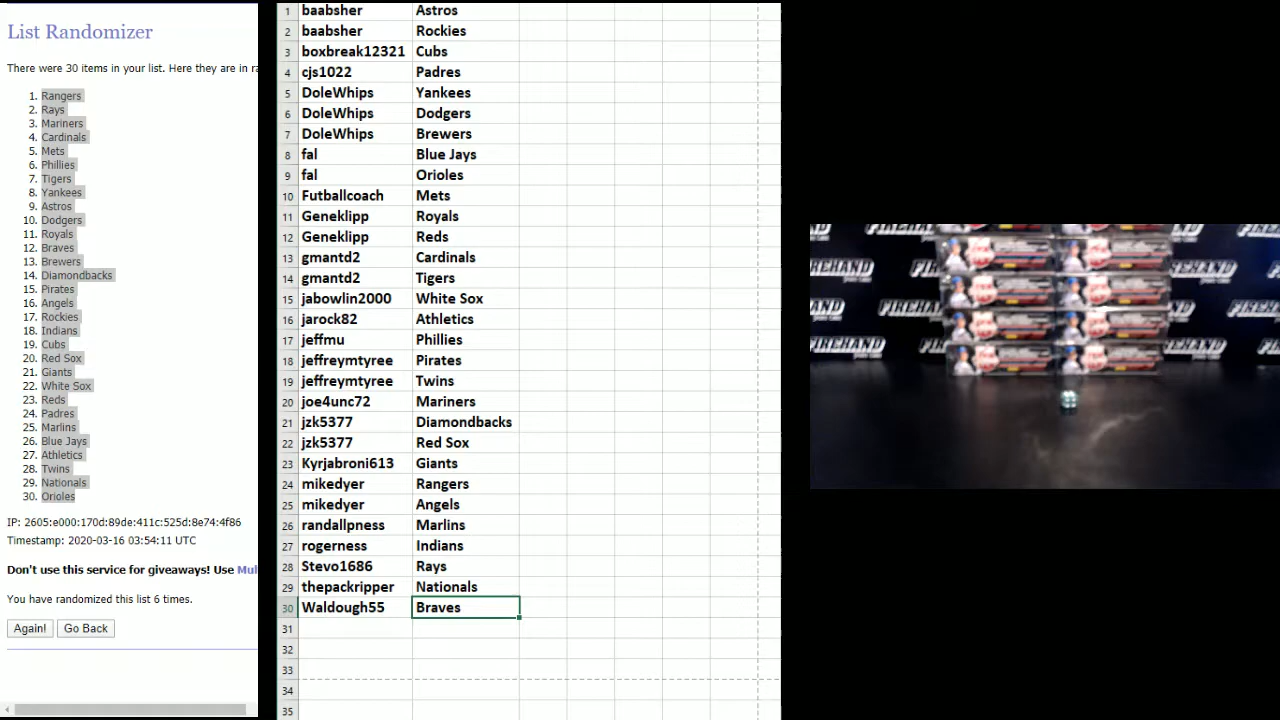 List Randomizer
There were 30 items in your list. Here they are in ra
1. Rangers
2. Rays
3. Mariners
4. Cardinals
5. Mets
6. Phillies
7. Tigers
8. Yankees
9. Astros
10. Dodgers
11. Royals
12. Braves
13. Brewers
14. Diamondbacks
15. Pirates
16. Angels
17. Rockies
18. Indians
19. Cubs
20. Red Sox
21. Giants
22. White Sox
23. Reds
24. Padres
25. Marlins
26. Blue Jays
27. Athletics
28. Twins
29. Nationals
30. Orioles
IP: 2605:e000:170d:89de:411c:525d:8e74:4f86
Timestamp: 2020-03-16 03:54:11 UTC
Don't use this service for giveaways! Use Mul
You have randomized this list 6 times.
Again! Go Back
1 baabsher Astros
2 baabsher Rockies
3 boxbreak12321 Cubs
4 cjs1022 Padres
5 DoleWhips Yankees
6 DoleWhips Dodgers
7 DoleWhips Brewers
8 fal Blue Jays
9 fal Orioles
10 Futballcoach Mets
11 Geneklipp Royals
12 Geneklipp Reds
13 gmantd2 Cardinals
14 gmantd2 Tigers
15 jabowlin2000 White Sox
16 jarock82 Athletics
17 jeffmu Phillies
18 jeffreymtyree Pirates
19 jeffreymtyree Twins
20 joe4unc72 Mariners
21 jzk5377 Diamondbacks
22 jzk5377 Red Sox
23 Kyrjabroni613 Giants
24 mikedyer Rangers
25 mikedyer Angels
26 randallpness Marlins
27 rogerness Indians
28 Stevo1686 Rays
29 thepackripper Nationals
30 Waldough55 Braves
31
32
33
34
35
FIREHAND
FIREHAND
FIREHAND
FIREHAND